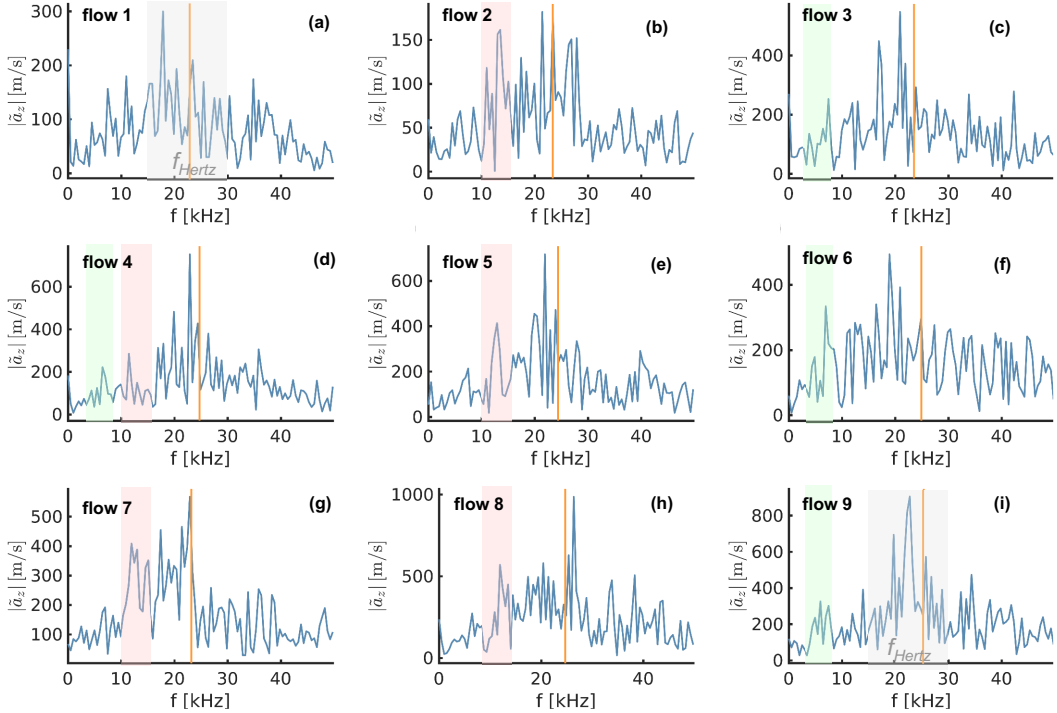 flow 1
(a)
300
200
100
0
|ã_z| [m/s]
f_Hertz
0 10 20 30 40
f [kHz]
flow 2
(b)
150
100
50
0
|ã_z| [m/s]
0 20 40
f [kHz]
flow 3
(c)
400
200
0
|ã_z| [m/s]
0 10 20 30 40
f [kHz]
flow 4
(d)
600
400
200
0
|ã_z| [m/s]
0 10 20 30 40
f [kHz]
flow 5
(e)
600
400
200
0
|ã_z| [m/s]
0 10 20 30 40
f [kHz]
flow 6
(f)
400
200
0
|ã_z| [m/s]
0 10 20 30 40
f [kHz]
flow 7
(g)
500
400
300
200
100
|ã_z| [m/s]
0 10 20 30 40
f [kHz]
flow 8
(h)
1000
500
0
|ã_z| [m/s]
0 20 40
f [kHz]
flow 9
(i)
800
600
400
200
0
|ã_z| [m/s]
f_Hertz
0 10 20 30 40
f [kHz]